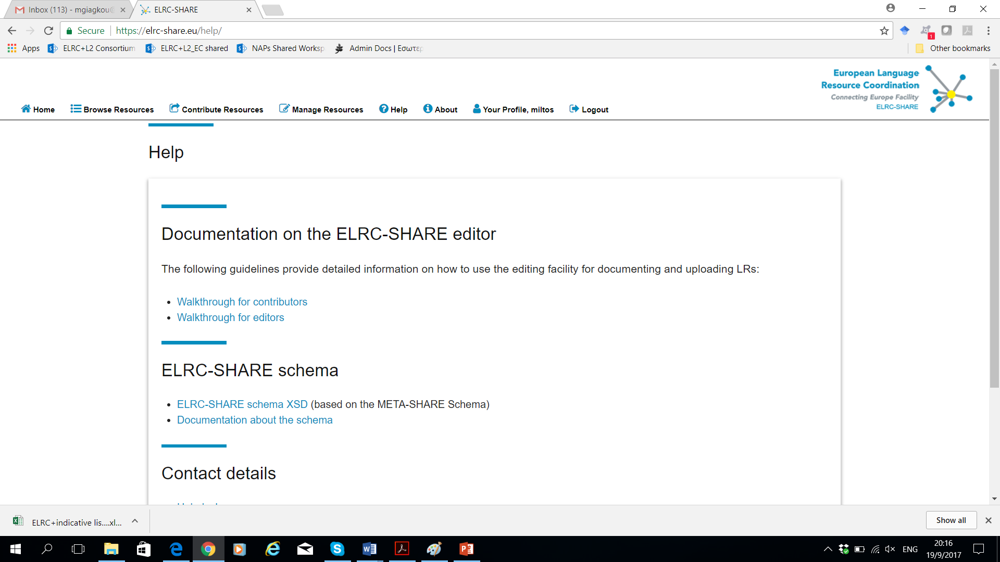 Inbox (113) - mgiagkou@
ELRC-SHARE
Secure
https://elrc-share.eu/help/
Apps
ELRC+L2 Consortium
ELRC+L2_EC shared
NAPs Shared Worksp
Admin Docs | Εσωτερ
Other bookmarks
1
European Language
Resource Coordination
Connecting Europe Facility
ELRC-SHARE
Home
Browse Resources
Contribute Resources
Manage Resources
Help
About
Your Profile, miltos
Logout
Help
Documentation on the ELRC-SHARE editor
The following guidelines provide detailed information on how to use the editing facility for documenting and uploading LRs:
Walkthrough for contributors
Walkthrough for editors
ELRC-SHARE schema
ELRC-SHARE schema XSD (based on the META-SHARE Schema)
Documentation about the schema
Contact details
ELRC+indicative lis....xl...
Show all
ENG
20:16
19/9/2017